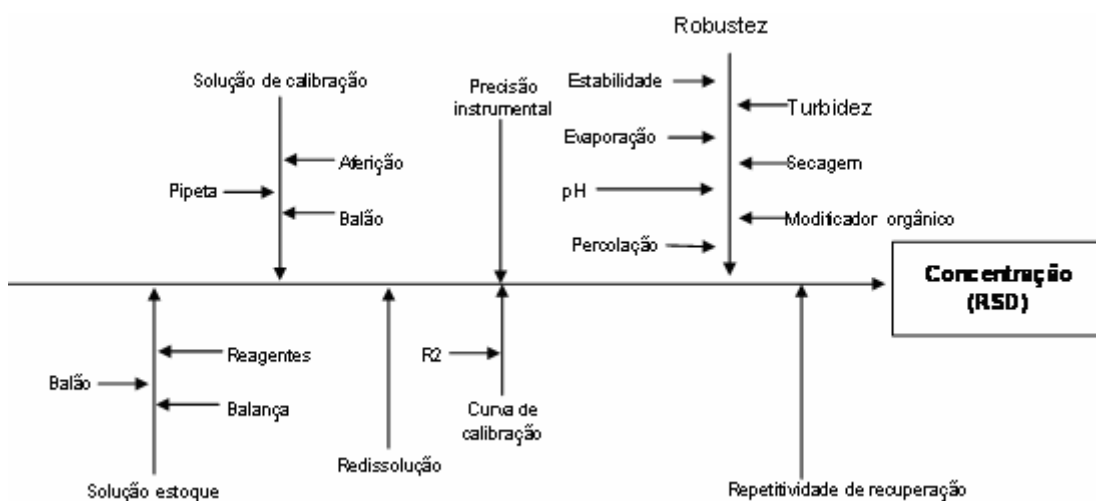 Robustez
Solução de calibração
Precisão
instrumental
Estabilidade
Turbidez
Evaporação
Aferição
Secagem
Pipeta
pH
Balão
Modificador orgânico
Percolação
Concentração
(RSD)
Reagentes
R2
Balão
Balança
Curva de
calibração
Redissolução
Solução estoque
Repetitividade de recuperação